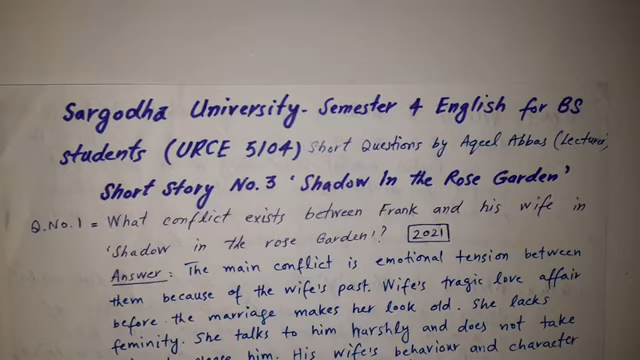 Sargodha University - Semester 4 English for BS
students (URCE 5104) Short Questions by Aqeel Abbas (Lecturer)
Short Story No. 3 'Shadow In the Rose Garden'
Q.No.1 = What conflict exists between Frank and his wife in
'Shadow in the rose Garden'? 2021
Answer: The main conflict is emotional tension between
them because of the wife's past. Wife's tragic love affair
before the marriage makes her look old. She lacks
feminity. She talks to him harshly and does not take
him. His wife's behaviour and character